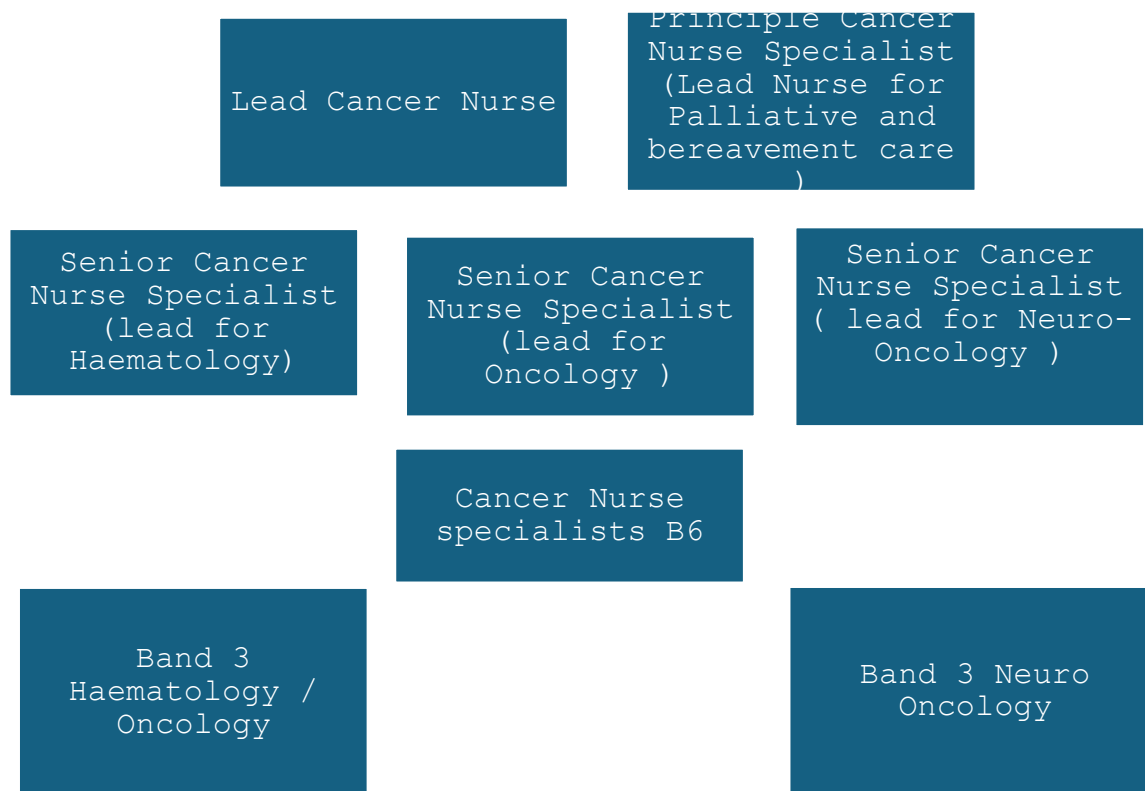 Lead Cancer Nurse
Principle Cancer
Nurse Specialist
(Lead Nurse for
Palliative and
bereavement care
)
Senior Cancer
Nurse Specialist
(lead for
Haematology)
Senior Cancer
Nurse Specialist
(lead for
Oncology )
Senior Cancer
Nurse Specialist
( lead for Neuro-
Oncology )
Cancer Nurse
specialists B6
Band 3
Haematology /
Oncology
Band 3 Neuro
Oncology